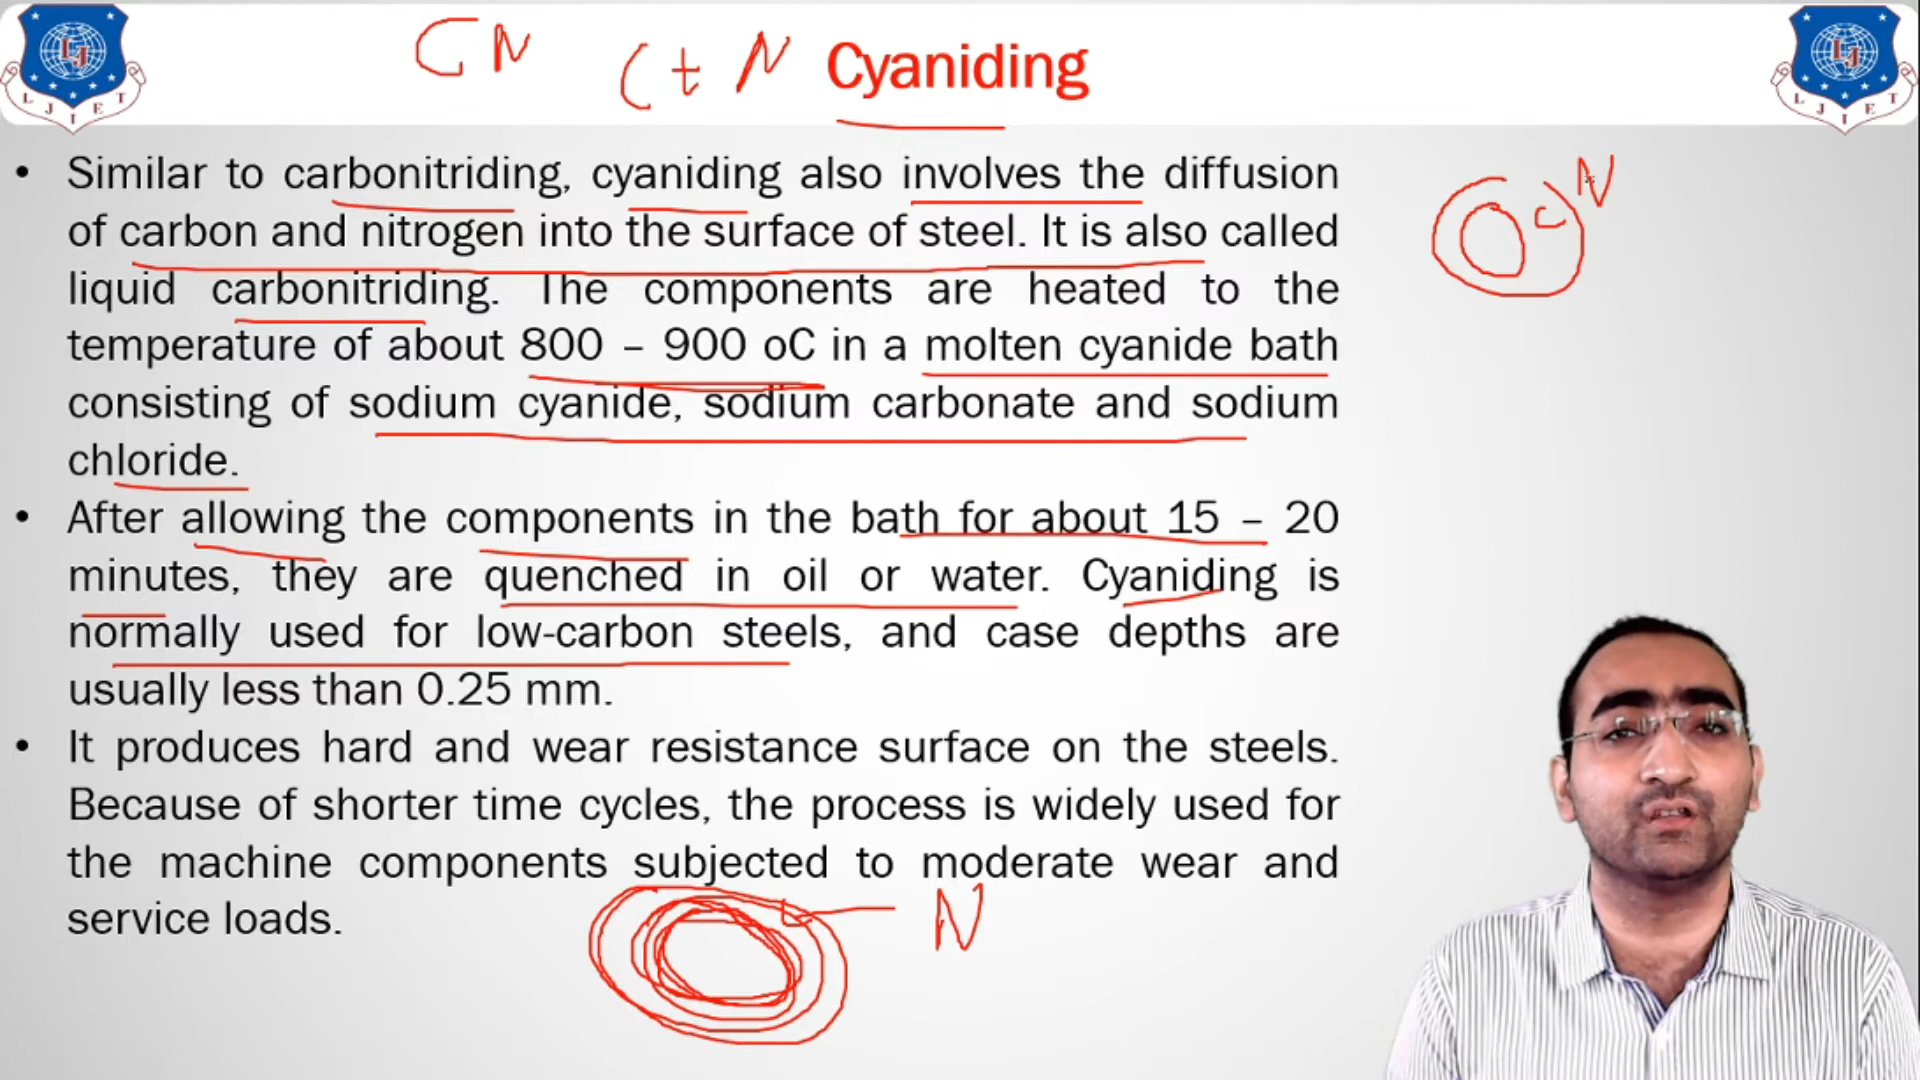 CN C + N Cyaniding
LJIET
LJIET
• Similar to carbonitriding, cyaniding also involves the diffusion
of carbon and nitrogen into the surface of steel. It is also called
liquid carbonitriding. The components are heated to the
temperature of about 800 – 900 oC in a molten cyanide bath
consisting of sodium cyanide, sodium carbonate and sodium
chloride.
• After allowing the components in the bath for about 15 – 20
minutes, they are quenched in oil or water. Cyaniding is
normally used for low-carbon steels, and case depths are
usually less than 0.25 mm.
• It produces hard and wear resistance surface on the steels.
Because of shorter time cycles, the process is widely used for
the machine components subjected to moderate wear and
service loads.
C N
N